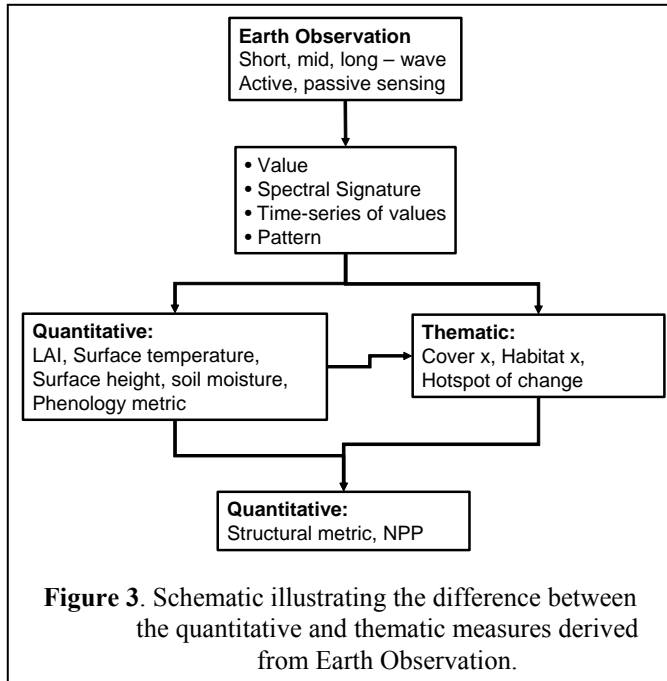 Earth Observation
Short, mid, long – wave
Active, passive sensing
• Value
• Spectral Signature
• Time-series of values
• Pattern
Quantitative:
LAI, Surface temperature,
Surface height, soil moisture,
Phenology metric
Thematic:
Cover x, Habitat x,
Hotspot of change
Quantitative:
Structural metric, NPP
Figure 3. Schematic illustrating the difference between
the quantitative and thematic measures derived
from Earth Observation.